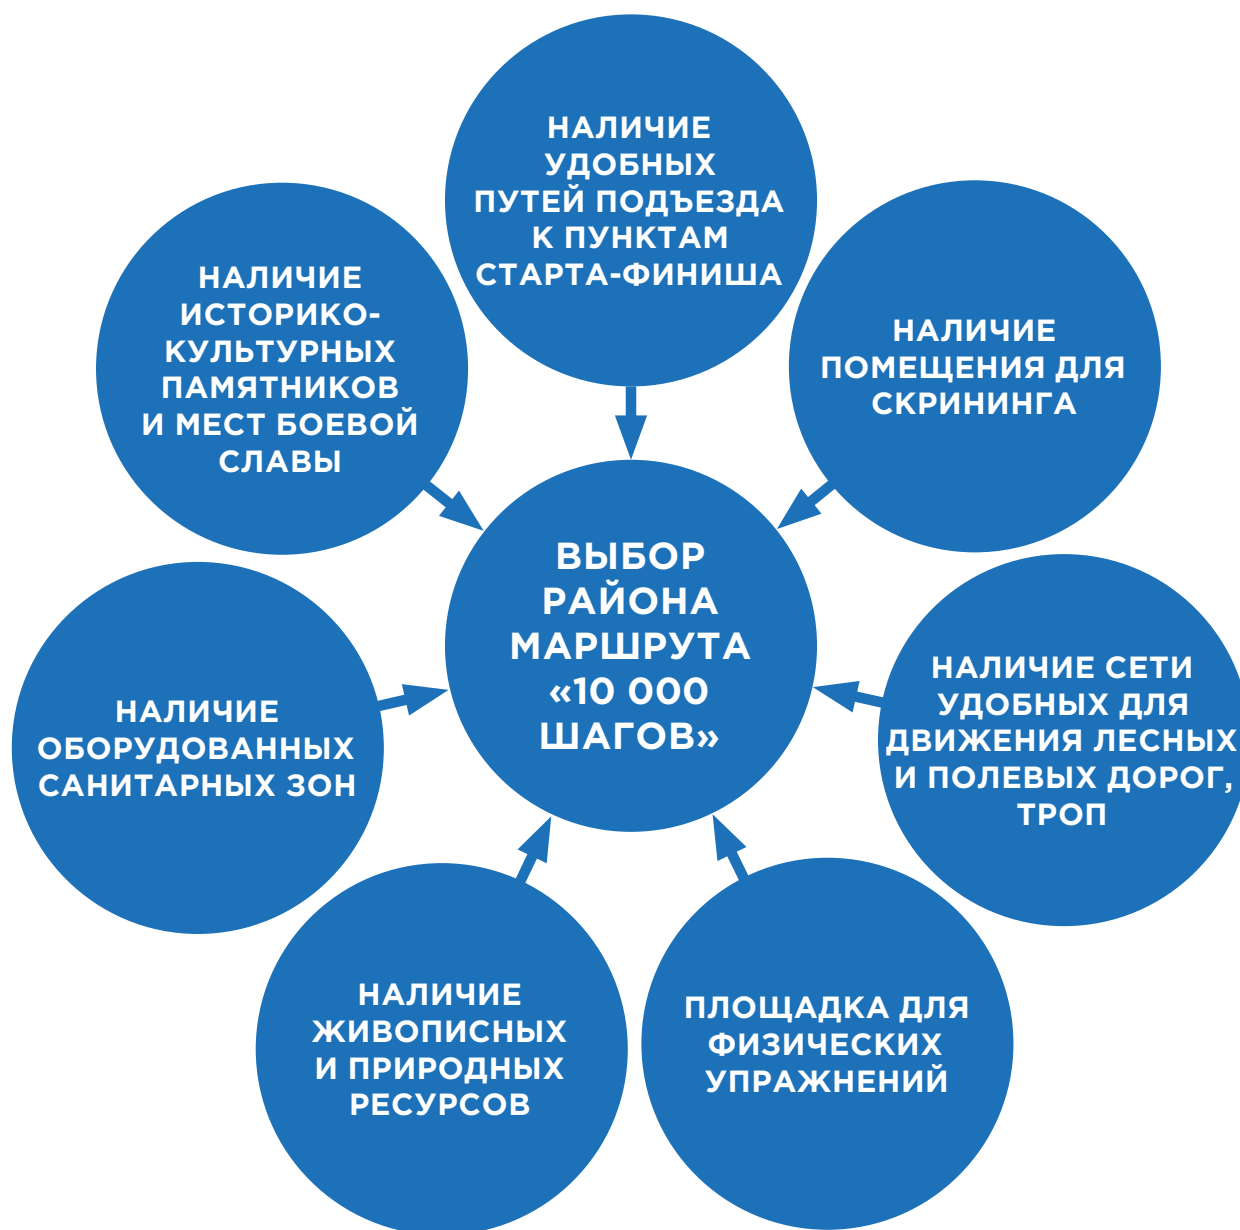 НАЛИЧИЕ
УДОБНЫХ
ПУТЕЙ ПОДЪЕЗДА
К ПУНКТАМ
СТАРТА-ФИНИША
НАЛИЧИЕ
ИСТОРИКО-
КУЛЬТУРНЫХ
ПАМЯТНИКОВ
И МЕСТ БОЕВОЙ
СЛАВЫ
НАЛИЧИЕ
ПОМЕЩЕНИЯ ДЛЯ
СКРИНИНГА
ВЫБОР
РАЙОНА
МАРШРУТА
«10 000
ШАГОВ»
НАЛИЧИЕ
ОБОРУДОВАННЫХ
САНИТАРНЫХ ЗОН
НАЛИЧИЕ СЕТИ
УДОБНЫХ ДЛЯ
ДВИЖЕНИЯ ЛЕСНЫХ
И ПОЛЕВЫХ ДОРОГ,
ТРОП
НАЛИЧИЕ
ЖИВОПИСНЫХ
И ПРИРОДНЫХ
РЕСУРСОВ
ПЛОЩАДКА ДЛЯ
ФИЗИЧЕСКИХ
УПРАЖНЕНИЙ